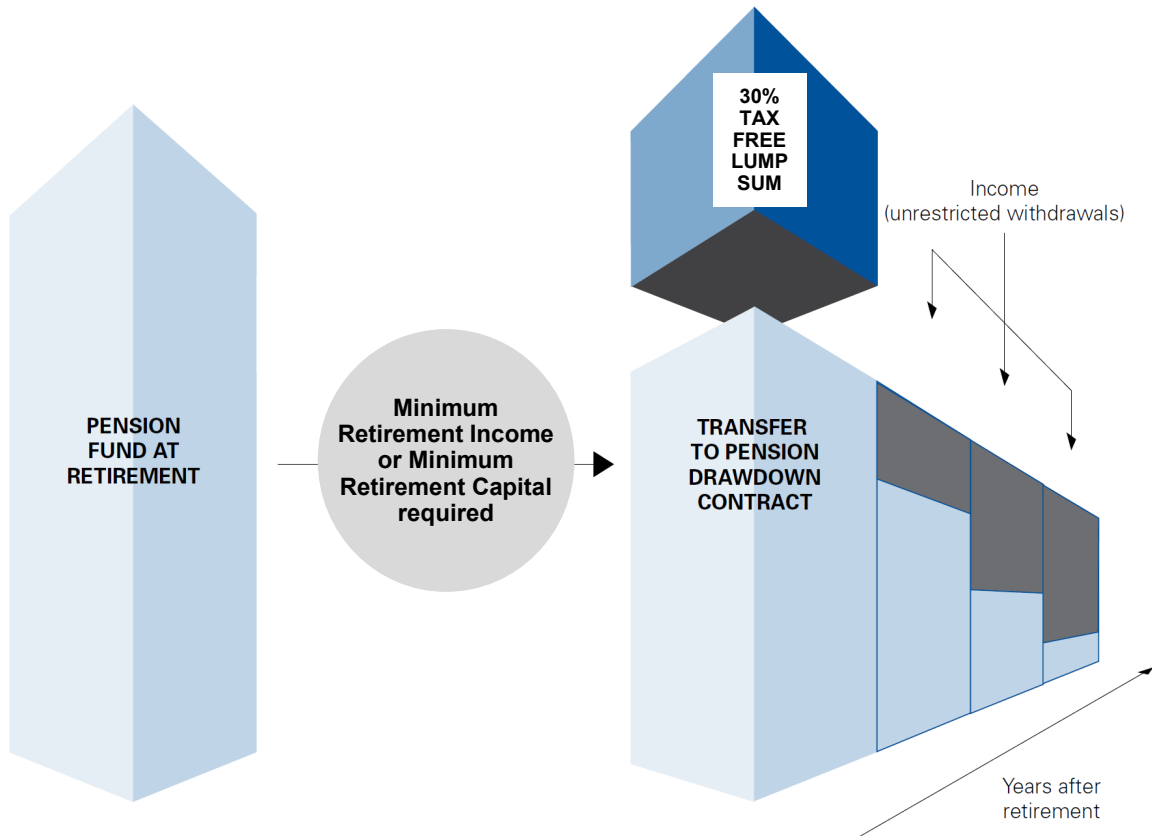 PENSION
FUND AT
RETIREMENT
Minimum
Retirement Income
or Minimum
Retirement Capital
required
30%
TAX
FREE
LUMP
SUM
TRANSFER
TO PENSION
DRAWDOWN
CONTRACT
Income
(unrestricted withdrawals)
Years after
retirement